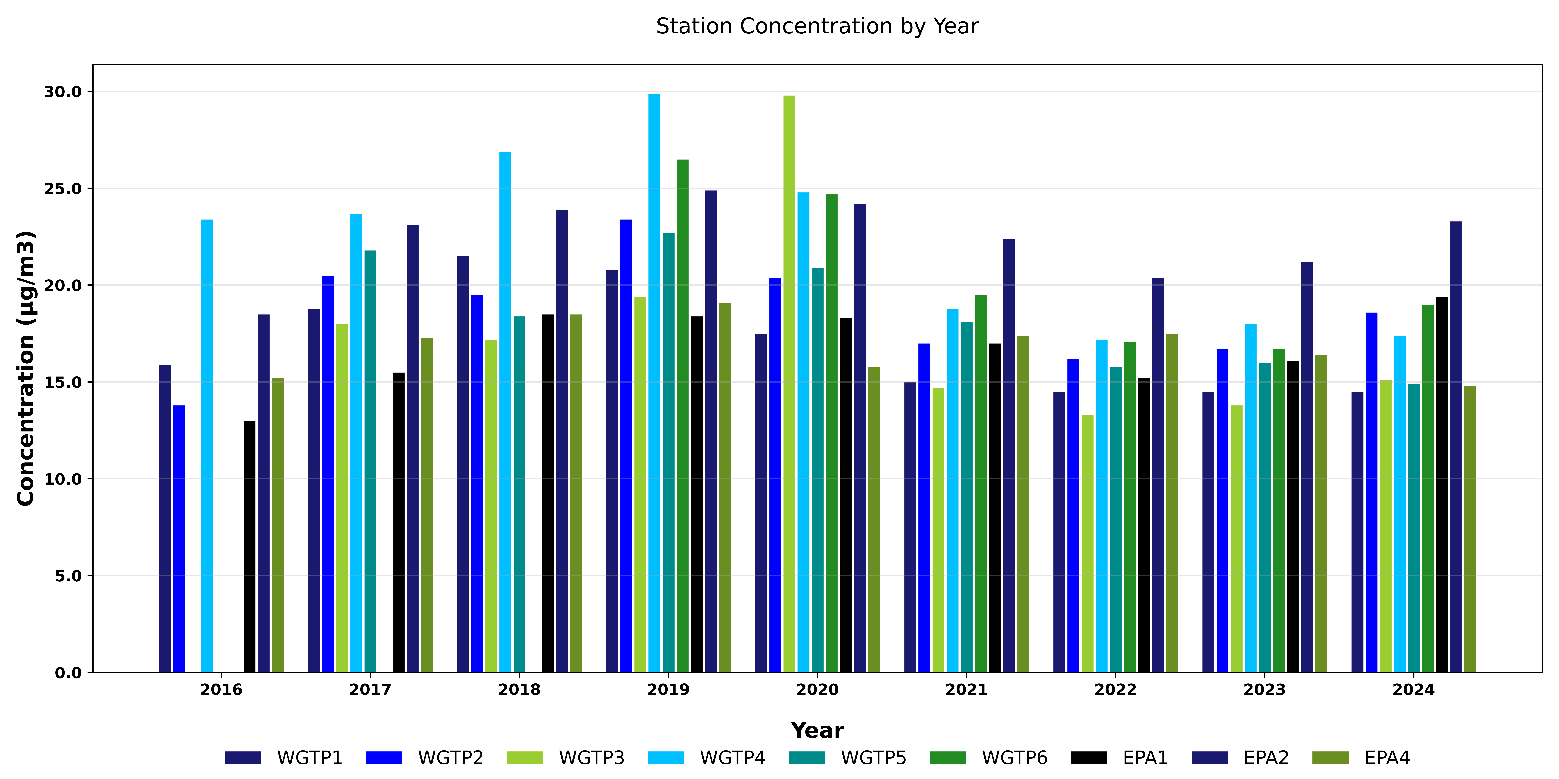 Station Concentration by Year
Concentration (µg/m3)
30.0
25.0
20.0
15.0
10.0
5.0
0.0
2016 2017 2018 2019 2020 2021 2022 2023 2024
Year
WGTP1 WGTP2 WGTP3 WGTP4 WGTP5 WGTP6 EPA1 EPA2 EPA4